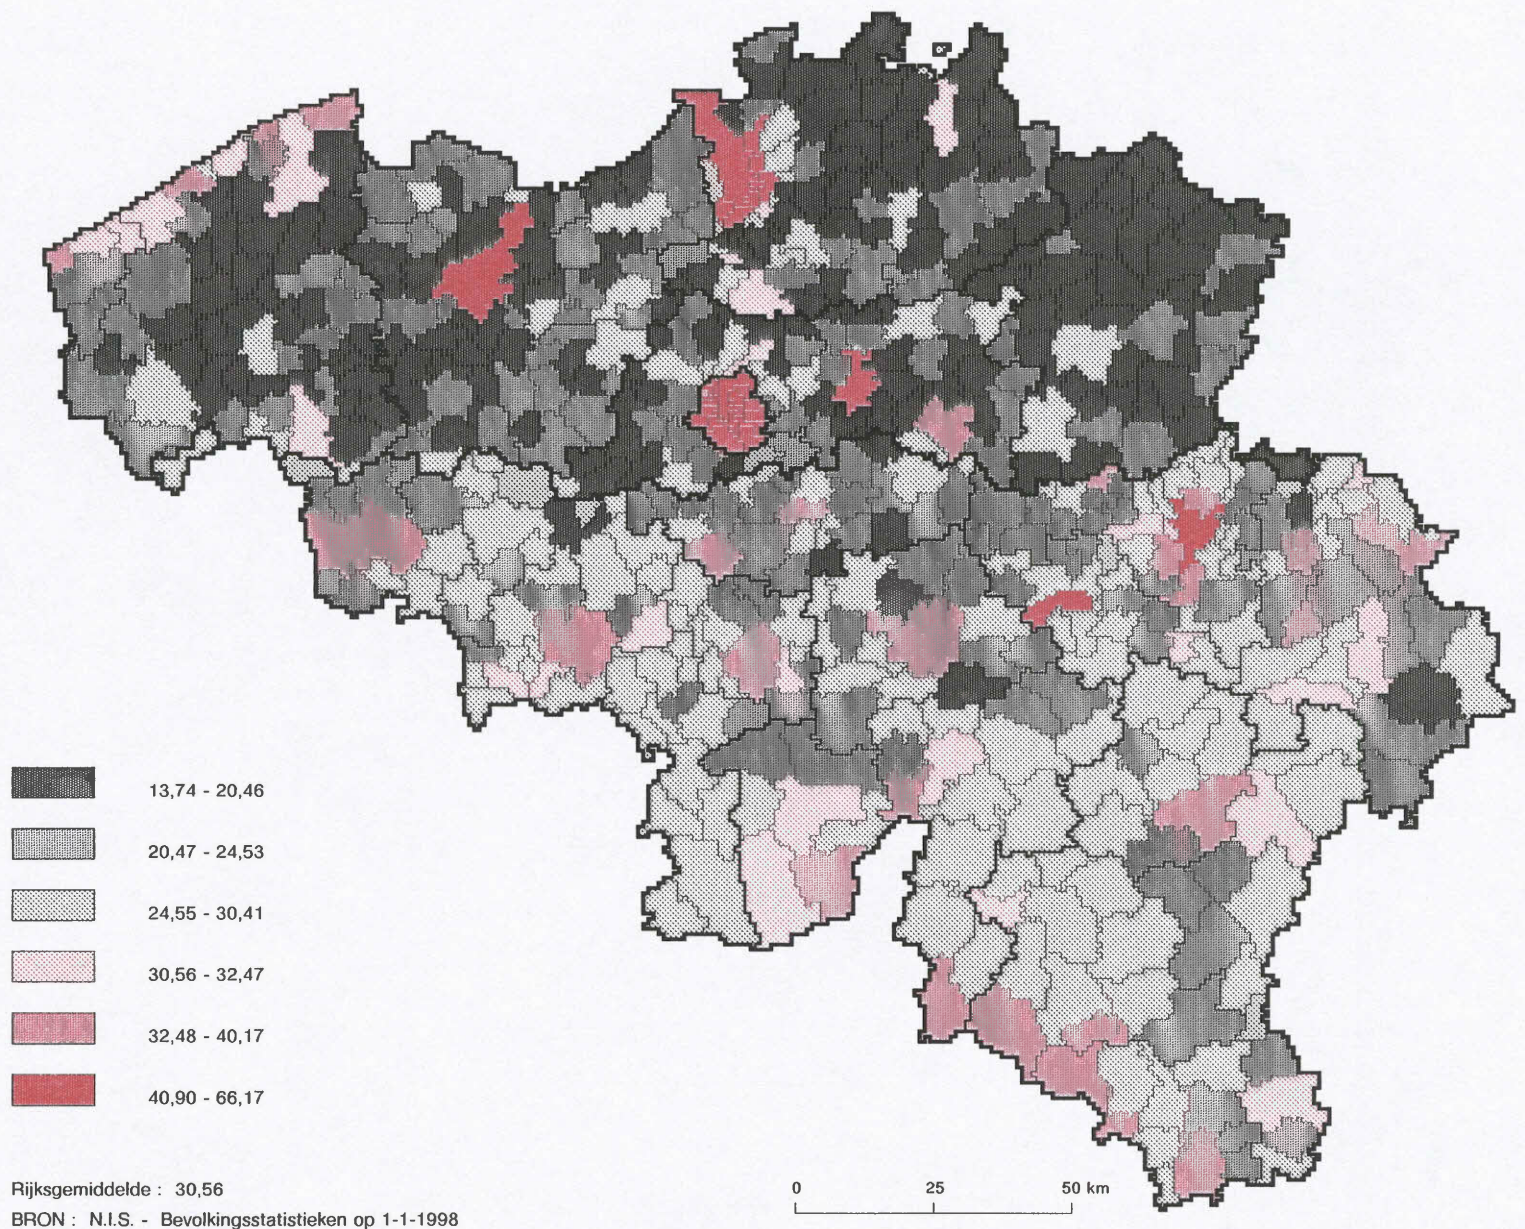 13,74 - 20,46
20,47 - 24,53
24,55 - 30,41
30,56 - 32,47
32,48 - 40,17
40,90 - 66,17
Rijksgemiddelde : 30,56
BRON : N.I.S. - Bevolkingsstatistieken op 1-1-1998
0 25 50 km